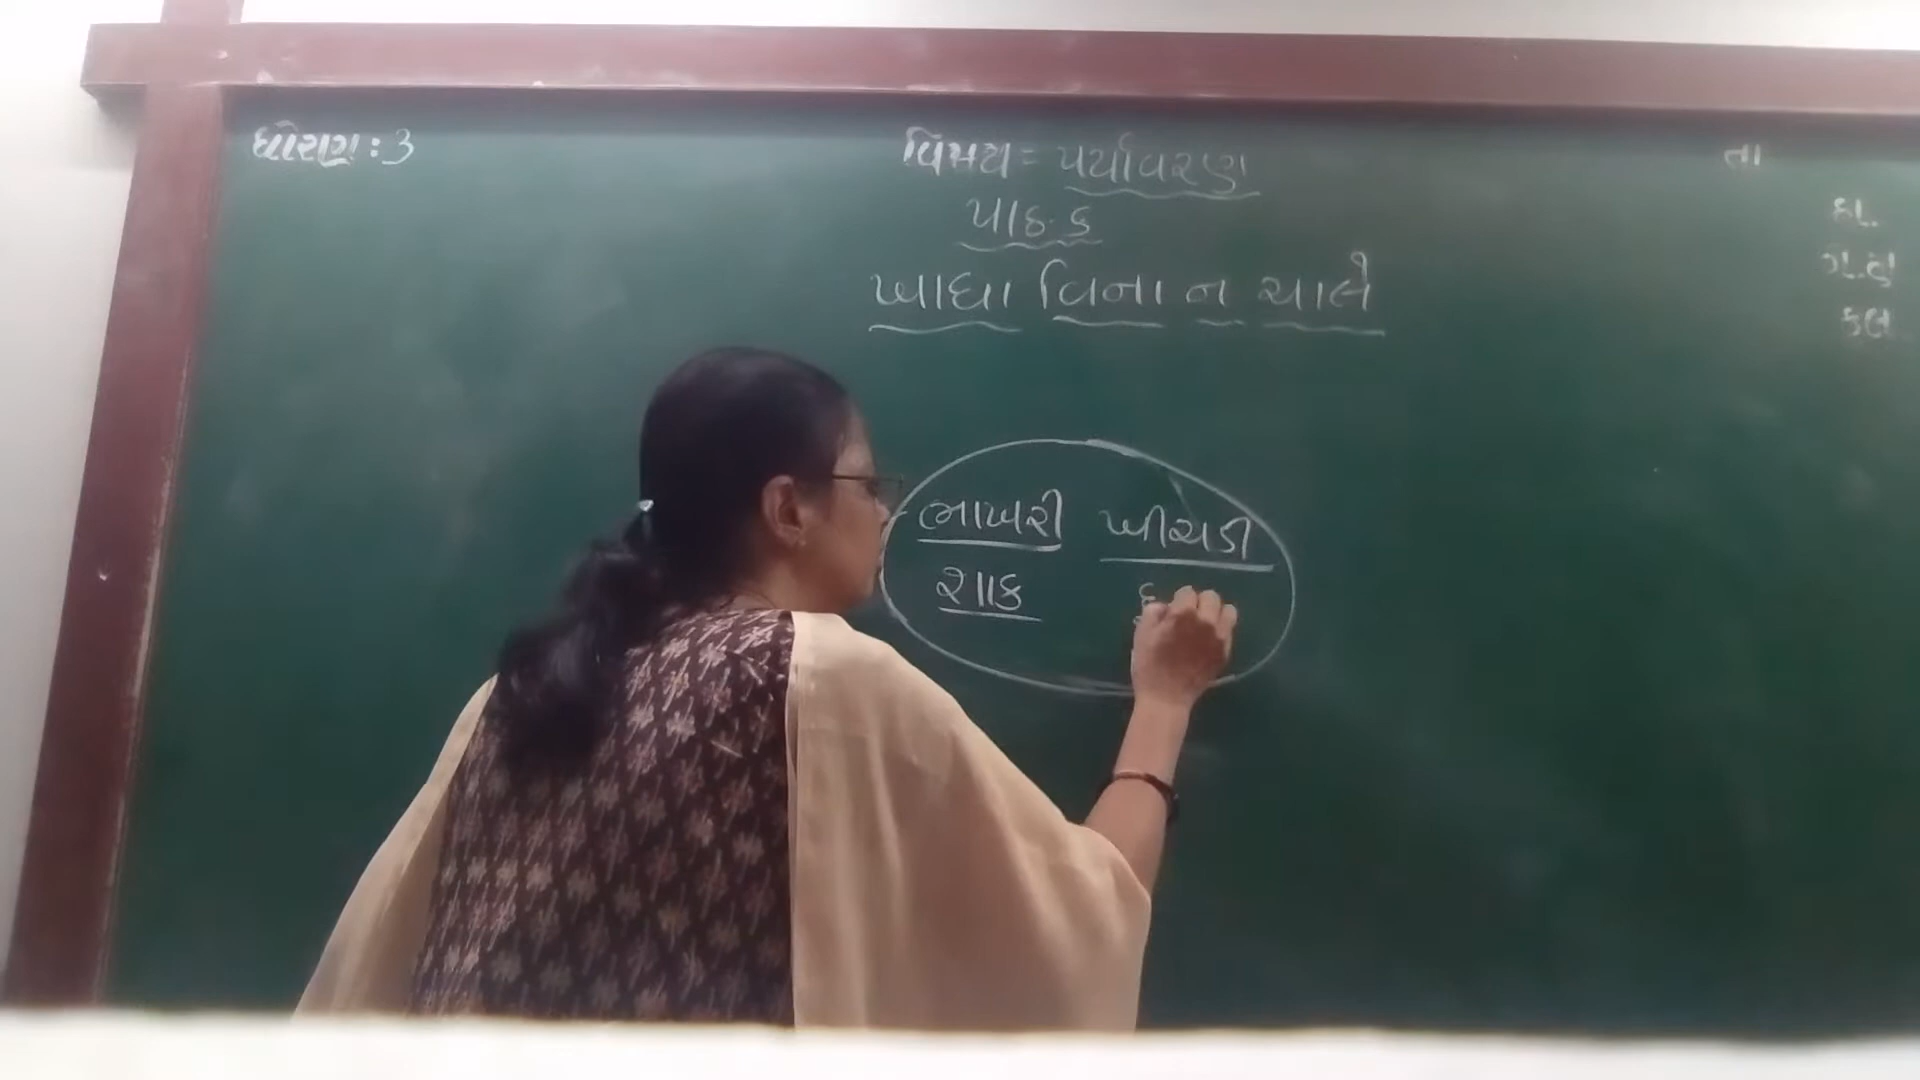 ધોરણ : 3
વિષય = પર્યાવરણ
પાઠ. ૬
ખાધા વિના ન ચાલે
ભાખરી ખીચડી
શાક
તા